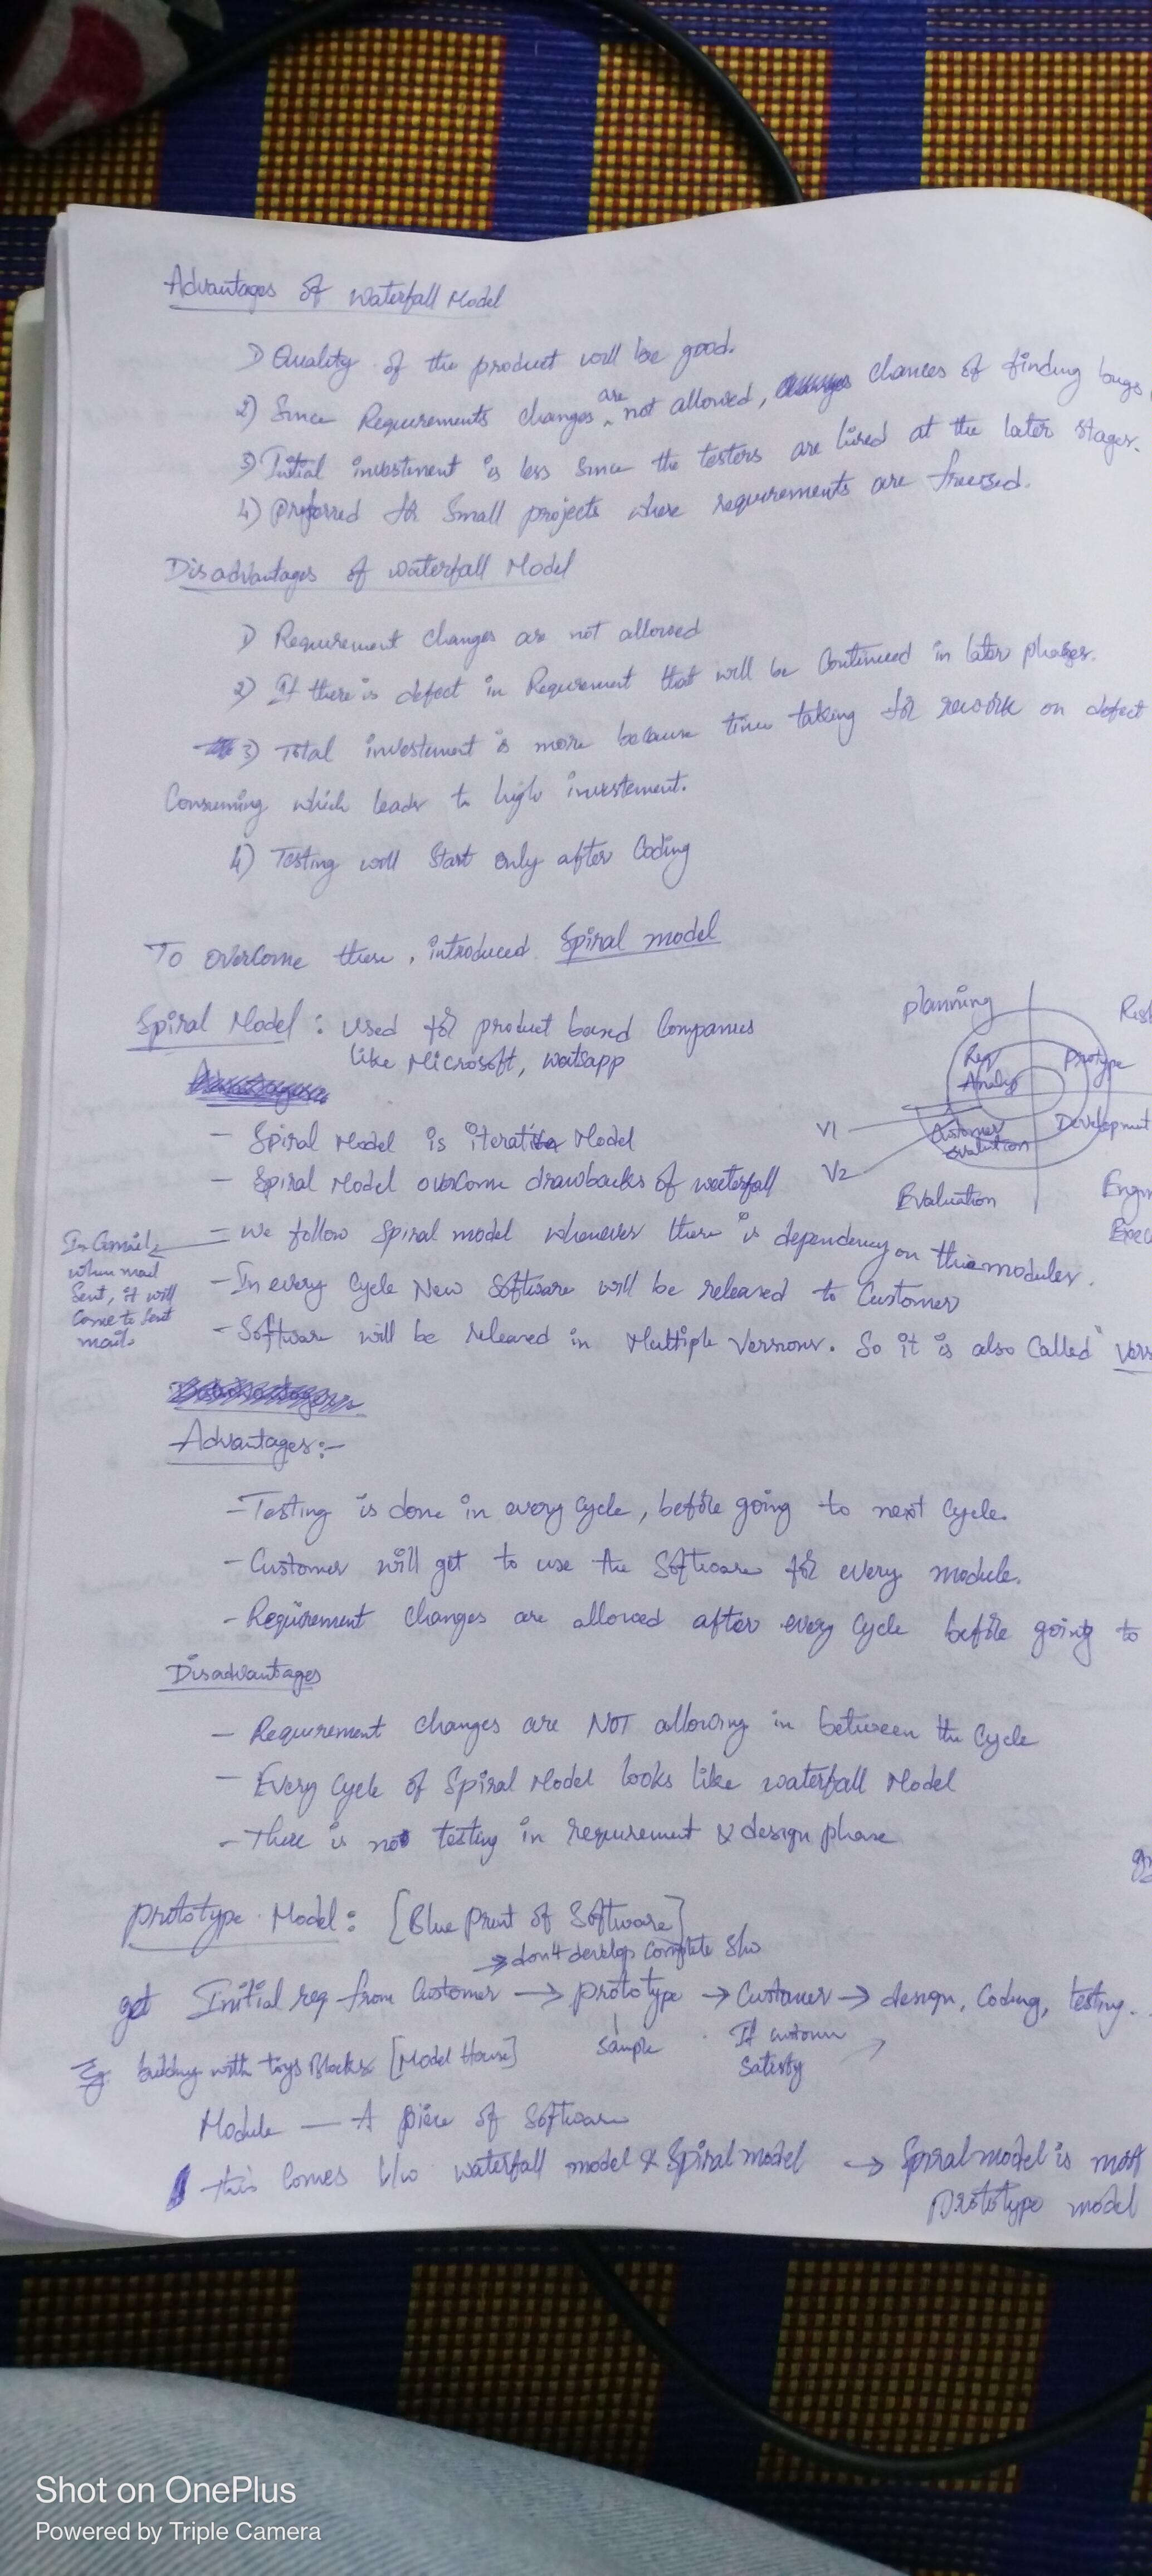 Advantages of Waterfall Model
1) Quality of the product will be good.
2) Since Requirements changes are not allowed, chances of finding bugs
3) Initial investment is less since the testers are hired at the later stages.
4) Preferred for Small projects where requirements are freezed.
Disadvantages of waterfall Model
1) Requirement changes are not allowed
2) If there is defect in Requirement that will be Continued in later phases.
3) Total investement is more because time taking for rework on defect
Consuming which leads to high investement.
4) Testing will Start only after Coding
To overcome these, introduced Spiral model
Spiral Model : Used for product based Companies
like Microsoft, watsapp
planning
Req Analys
Prototype
Development
Customer evalution
V1
V2
Evaluation
- Spiral Model is iterative Model
- Spiral Model overcome drawbacks of waterfall
- we follow Spiral model whenever there is dependency on the modules.
In Gmail, when mail Sent, it will Come to Sent mail.
- In every Cycle New Software will be released to Customer
- Software will be released in Multiple Versions. So it is also Called "
Advantages:-
- Testing is done in every cycle, before going to next Cycle.
- Customer will get to use the Software for every module.
- Requirement changes are allowed after every Cycle before going to
Disadvantages
- Requirement changes are NOT allowing in between the Cycle
- Every Cycle of Spiral Model looks like waterfall Model
- There is not testing in requirement & design phase
prototype Model : [Blue Print of Software]
→ don't develop Complete S/w
get Initial req from Customer → prototype → Customer → design, Coding, testing..
sample
If customer Satisfy
Eg building with toys Blocks [Model House]
Module — A piece of Software
- this Comes b/w waterfall model & Spiral model → Spiral model is
prototype model
Shot on OnePlus
Powered by Triple Camera